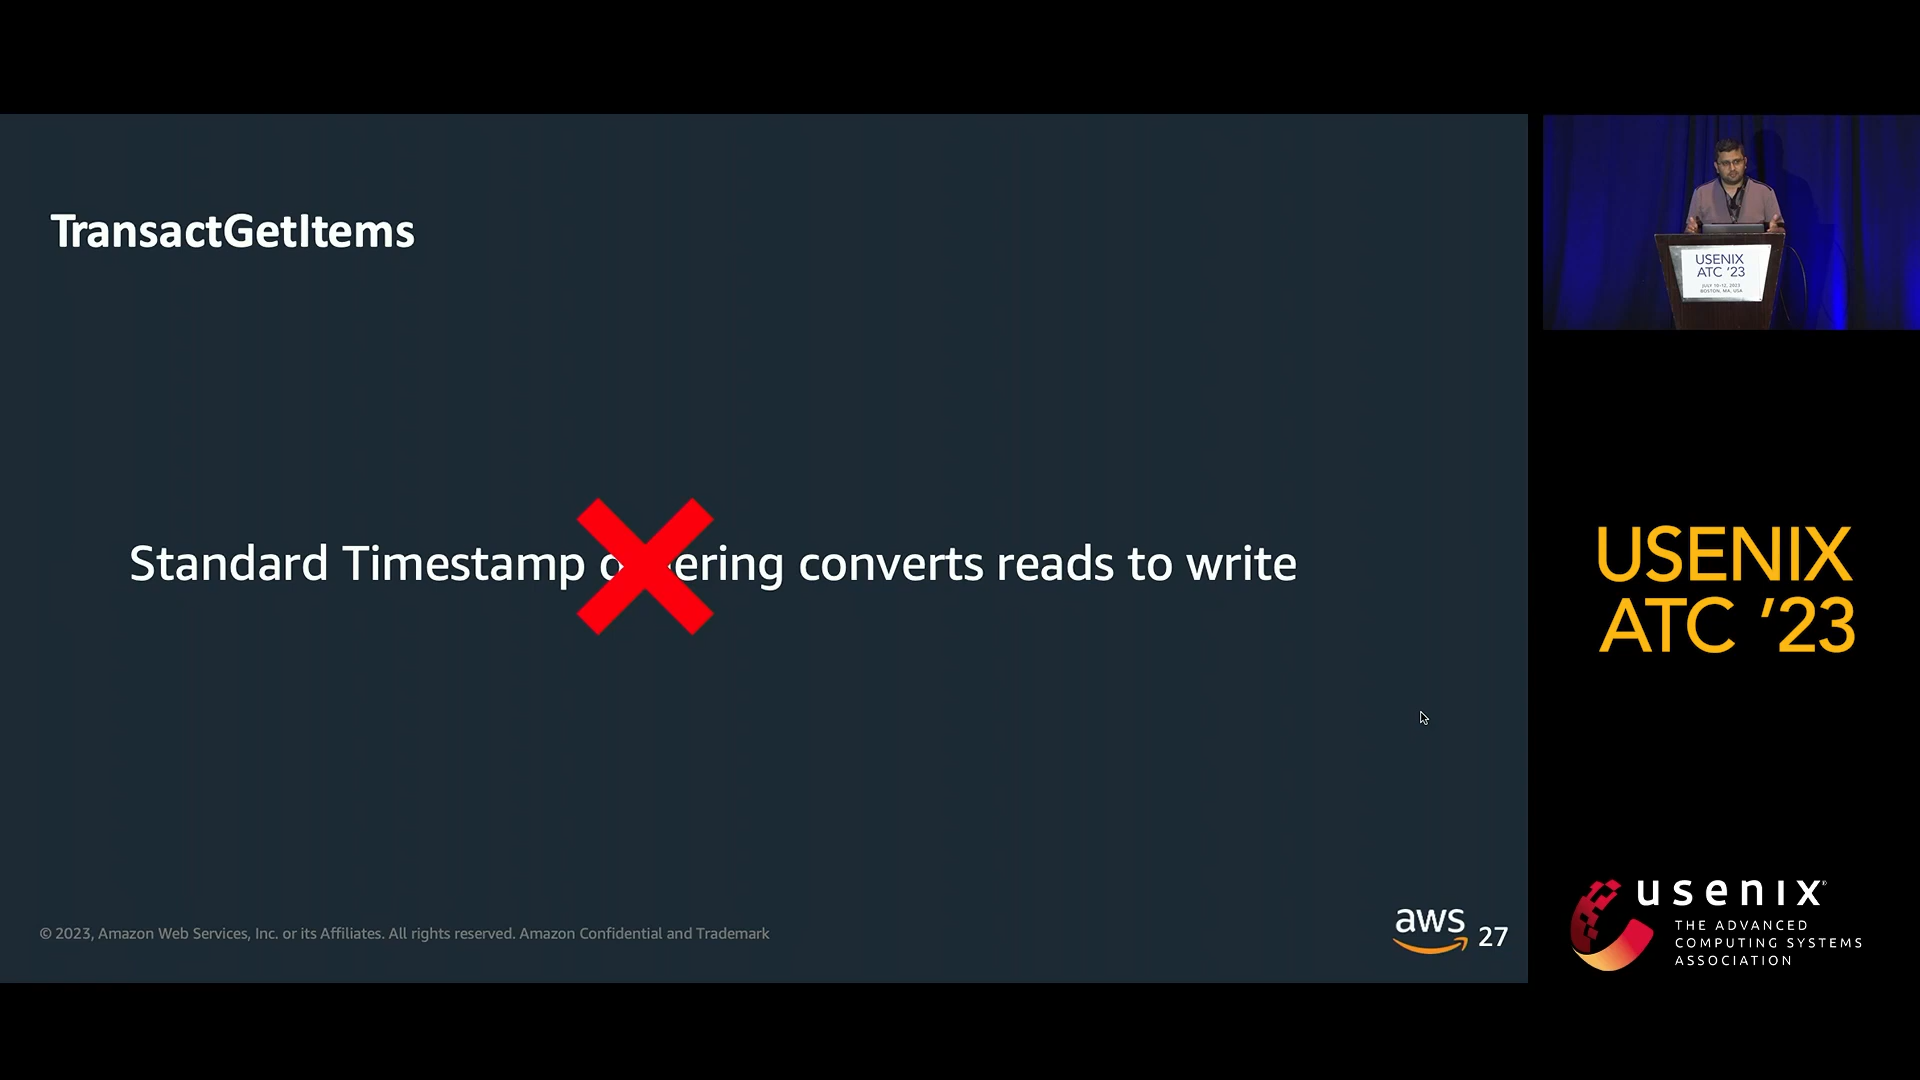 TransactGetItems
Standard Timestamp ordering converts reads to write
© 2023, Amazon Web Services, Inc. or its Affiliates. All rights reserved. Amazon Confidential and Trademark
aws 27
USENIX
ATC ’23
JULY 10–12, 2023
BOSTON, MA, USA
USENIX
ATC ’23
usenix®
THE ADVANCED
COMPUTING SYSTEMS
ASSOCIATION